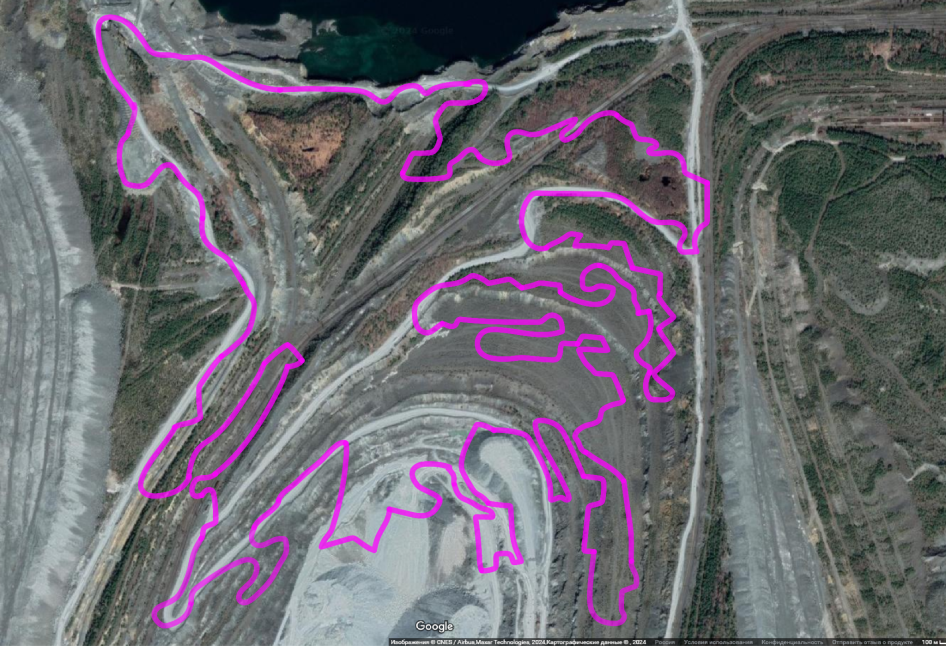 Google
Изображения © CNES / Airbus, Maxar Technologies, 2024, Картографические данные © , 2024 Россия Условия использования Конфиденциальность Отправить отзыв о продукте 100 м